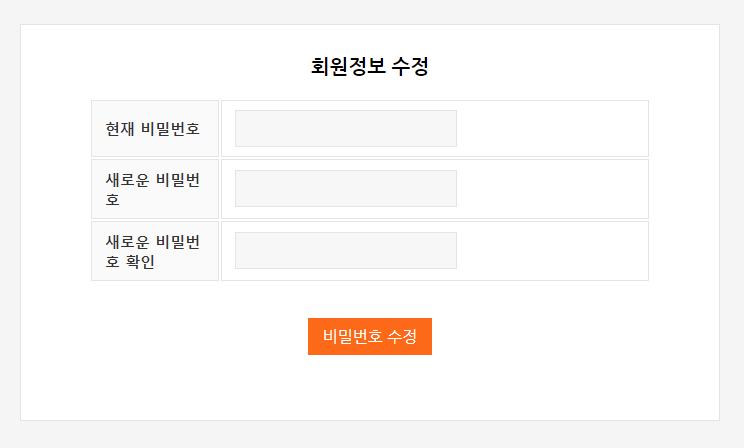 회원정보 수정
현재 비밀번호
새로운 비밀번
호
새로운 비밀번
호 확인
비밀번호 수정